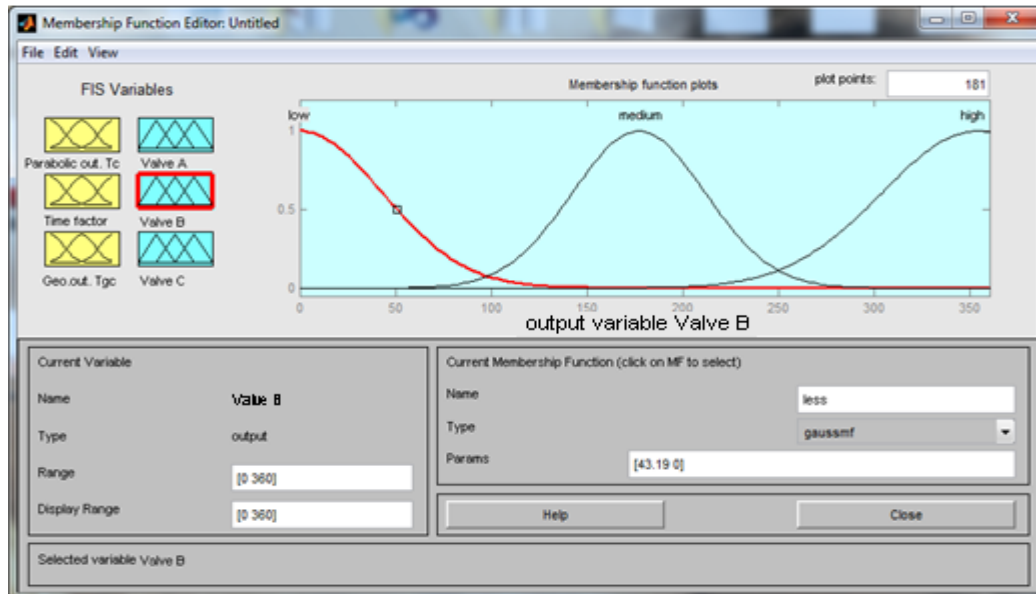 Membership Function Editor: Untitled
File Edit View
FIS Variables
Membership function plots
plot points:
181
low
medium
high
1
0.5
0
0 50 100 150 200 250 300 350
output variable Valve B
Parabolic out. Tc
Valve A
Time factor
Valve B
Geo.out. Tgc
Valve C
Current Variable
Name
Value B
Type
output
Range
[0 360]
Display Range
[0 360]
Current Membership Function (click on MF to select)
Name
less
Type
gaussmf
Params
[43.19 0]
Help
Close
Selected variable Valve B